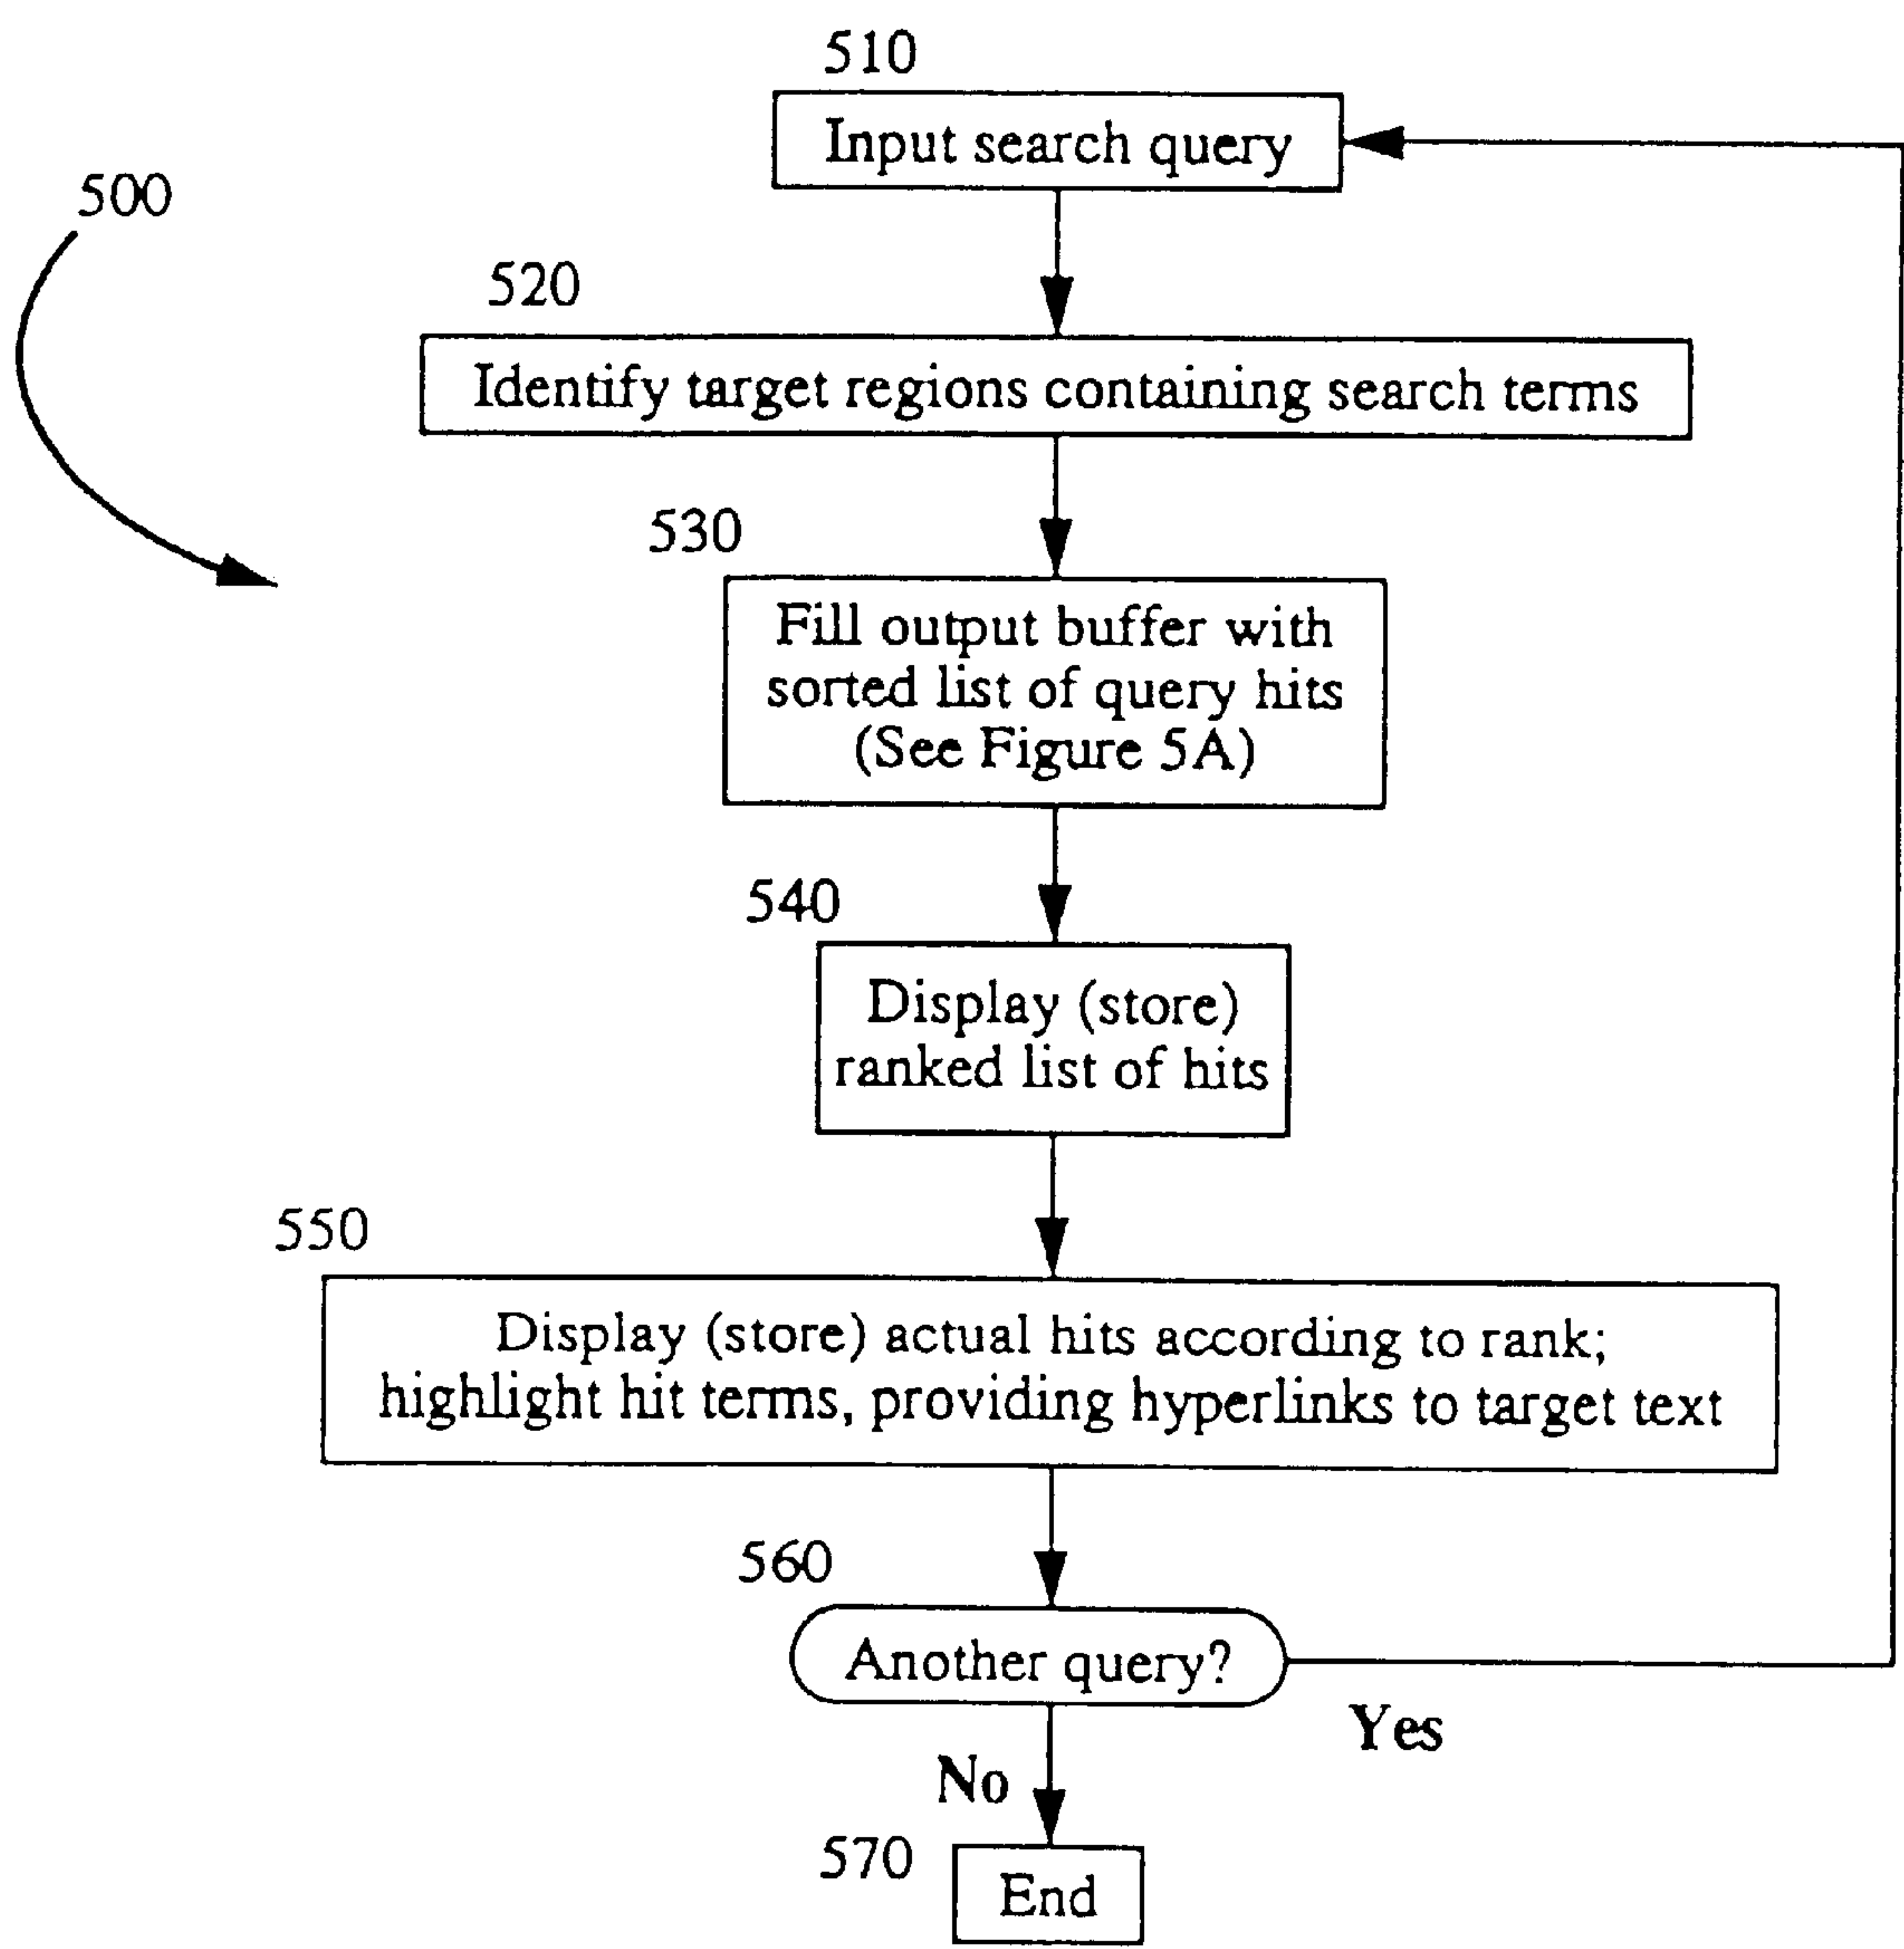 510
Input search query
500
520
Identify target regions containing search terms
530
Fill output buffer with
sorted list of query hits
(See Figure 5A)
540
Display (store)
ranked list of hits
550
Display (store) actual hits according to rank;
highlight hit terms, providing hyperlinks to target text
560
Another query?
Yes
No
570
End